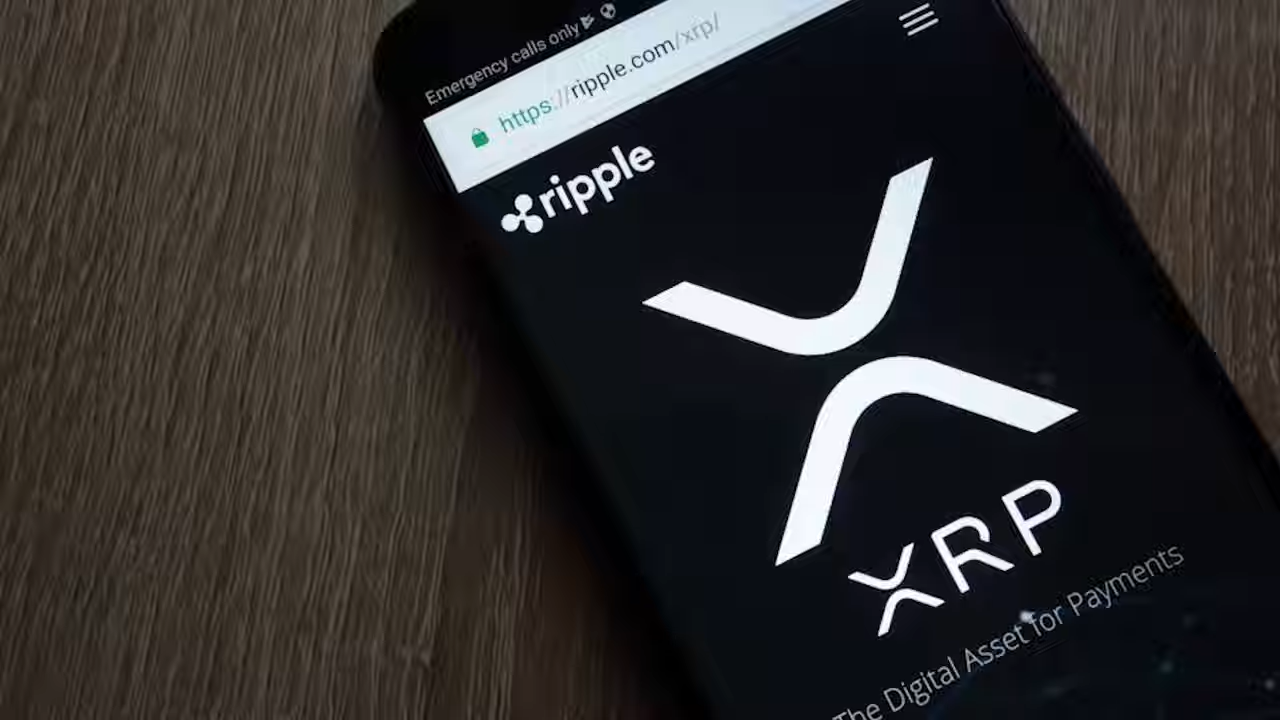 Emergency calls only
https://ripple.com/xrp/
ripple
XRP
The Digital Asset for Payments